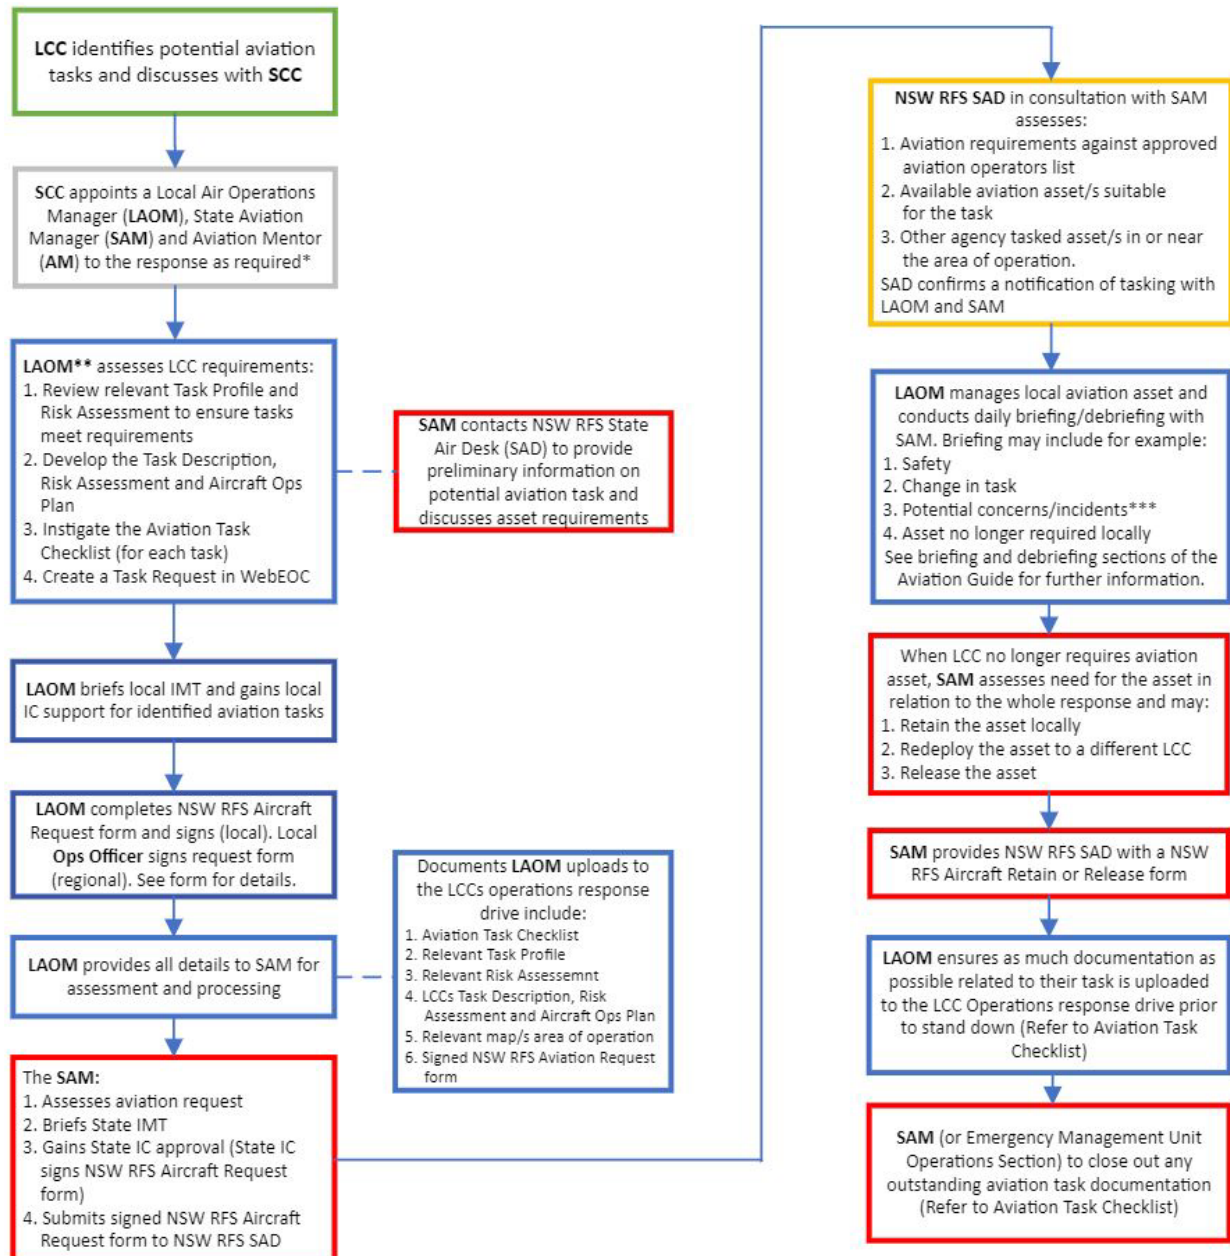 LCC identifies potential aviation
tasks and discusses with SCC
SCC appoints a Local Air Operations
Manager (LAOM), State Aviation
Manager (SAM) and Aviation Mentor
(AM) to the response as required*
LAOM** assesses LCC requirements:
1. Review relevant Task Profile and
Risk Assessment to ensure tasks
meet requirements
2. Develop the Task Description,
Risk Assessment and Aircraft Ops
Plan
3. Instigate the Aviation Task
Checklist (for each task)
4. Create a Task Request in WebEOC
SAM contacts NSW RFS State
Air Desk (SAD) to provide
preliminary information on
potential aviation task and
discusses asset requirements
LAOM briefs local IMT and gains local
IC support for identified aviation tasks
LAOM completes NSW RFS Aircraft
Request form and signs (local). Local
Ops Officer signs request form
(regional). See form for details.
LAOM provides all details to SAM for
assessment and processing
Documents LAOM uploads to
the LCCs operations response
drive include:
1. Aviation Task Checklist
2. Relevant Task Profile
3. Relevant Risk Assessemnt
4. LCCs Task Description, Risk
Assessment and Aircraft Ops Plan
5. Relevant map/s area of operation
6. Signed NSW RFS Aviation Request
form
The SAM:
1. Assesses aviation request
2. Briefs State IMT
3. Gains State IC approval (State IC
signs NSW RFS Aircraft Request
form)
4. Submits signed NSW RFS Aircraft
Request form to NSW RFS SAD
NSW RFS SAD in consultation with SAM
assesses:
1. Aviation requirements against approved
aviation operators list
2. Available aviation asset/s suitable
for the task
3. Other agency tasked asset/s in or near
the area of operation.
SAD confirms a notification of tasking with
LAOM and SAM
LAOM manages local aviation asset and
conducts daily briefing/debriefing with
SAM. Briefing may include for example:
1. Safety
2. Change in task
3. Potential concerns/incidents***
4. Asset no longer required locally
See briefing and debriefing sections of the
Aviation Guide for further information.
When LCC no longer requires aviation
asset, SAM assesses need for the asset in
relation to the whole response and may:
1. Retain the asset locally
2. Redeploy the asset to a different LCC
3. Release the asset
SAM provides NSW RFS SAD with a NSW
RFS Aircraft Retain or Release form
LAOM ensures as much documentation as
possible related to their task is uploaded
to the LCC Operations response drive prior
to stand down (Refer to Aviation Task
Checklist)
SAM (or Emergency Management Unit
Operations Section) to close out any
outstanding aviation task documentation
(Refer to Aviation Task Checklist)